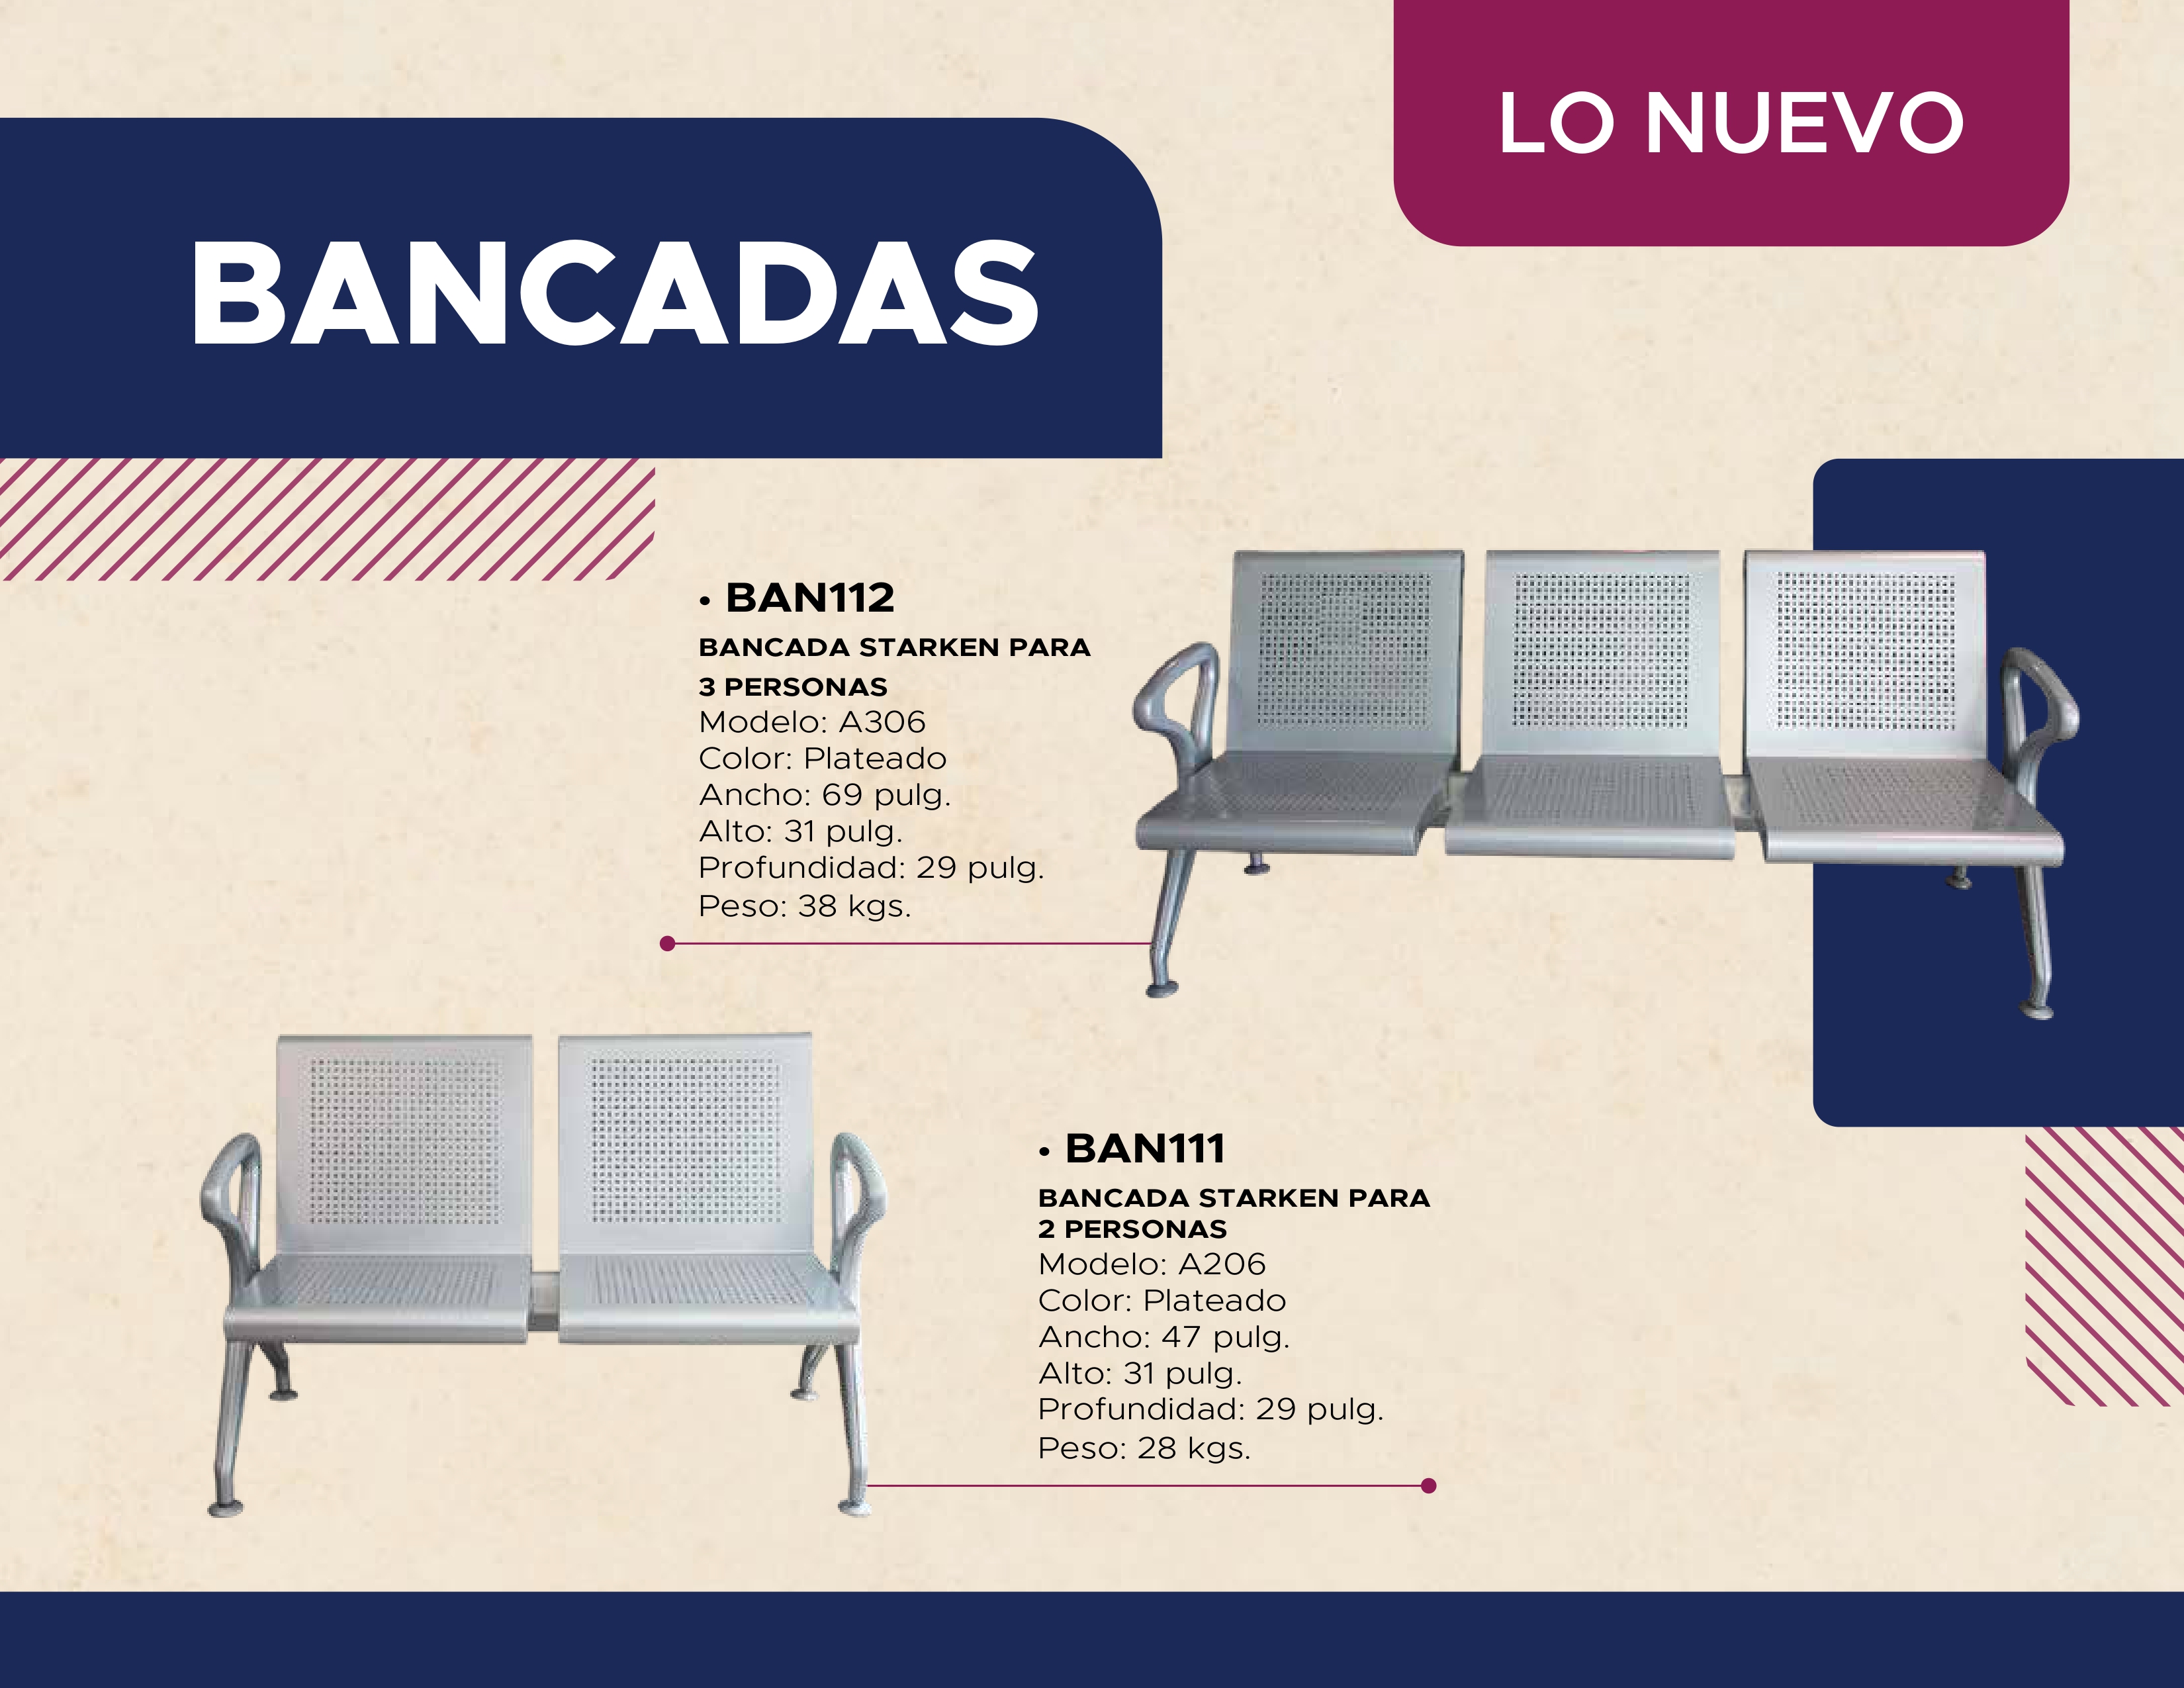 LO NUEVO
BANCADAS
• BAN112
BANCADA STARKEN PARA
3 PERSONAS
Modelo: A306
Color: Plateado
Ancho: 69 pulg.
Alto: 31 pulg.
Profundidad: 29 pulg.
Peso: 38 kgs.
• BAN111
BANCADA STARKEN PARA
2 PERSONAS
Modelo: A206
Color: Plateado
Ancho: 47 pulg.
Alto: 31 pulg.
Profundidad: 29 pulg.
Peso: 28 kgs.